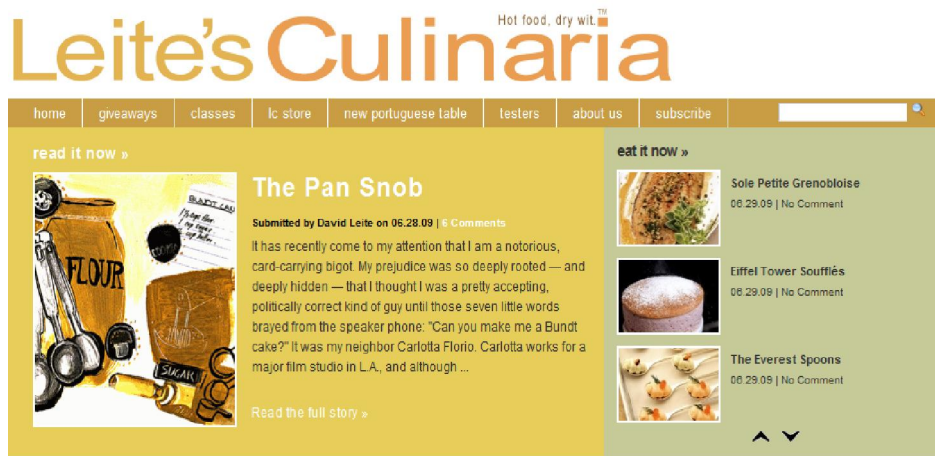 Hot food, dry wit.™
Leite's Culinaria
home
giveaways
classes
lc store
new portuguese table
testers
about us
subscribe
read it now »
BUNDT CAKE
FLOUR
SUGAR
The Pan Snob
Submitted by David Leite on 06.28.09 | 6 Comments
It has recently come to my attention that I am a notorious,
card-carrying bigot. My prejudice was so deeply rooted — and
deeply hidden — that I thought I was a pretty accepting,
politically correct kind of guy until those seven little words
brayed from the speaker phone: "Can you make me a Bundt
cake?" It was my neighbor Carlotta Florio. Carlotta works for a
major film studio in L.A., and although ...
Read the full story »
eat it now »
Sole Petite Grenobloise
06.29.09 | No Comment
Eiffel Tower Soufflés
06.29.09 | No Comment
The Everest Spoons
06.29.09 | No Comment